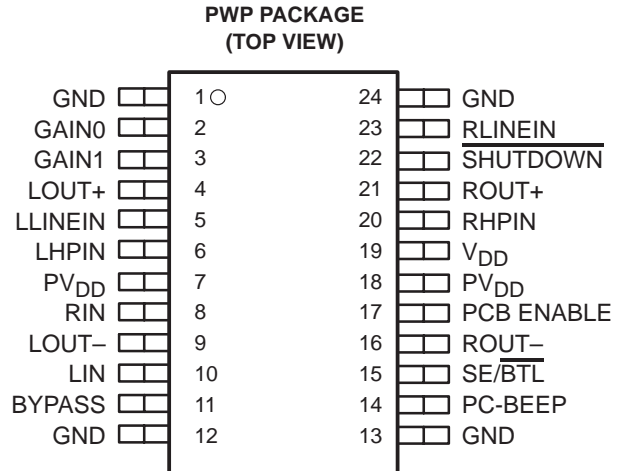 PWP PACKAGE
(TOP VIEW)
GND 1 24 GND
GAIN0 2 23 RLINEIN
GAIN1 3 22 SHUTDOWN
LOUT+ 4 21 ROUT+
LLINEIN 5 20 RHPIN
LHPIN 6 19 VDD
PVDD 7 18 PVDD
RIN 8 17 PCB ENABLE
LOUT– 9 16 ROUT–
LIN 10 15 SE/BTL
BYPASS 11 14 PC-BEEP
GND 12 13 GND